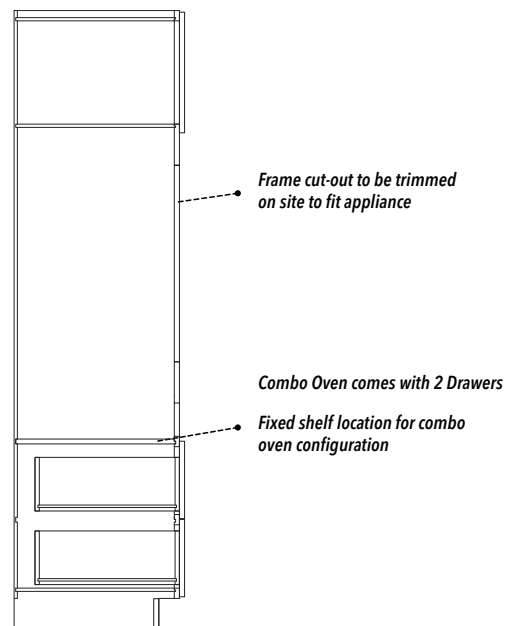 Frame cut-out to be trimmed
on site to fit appliance
Combo Oven comes with 2 Drawers
Fixed shelf location for combo
oven configuration